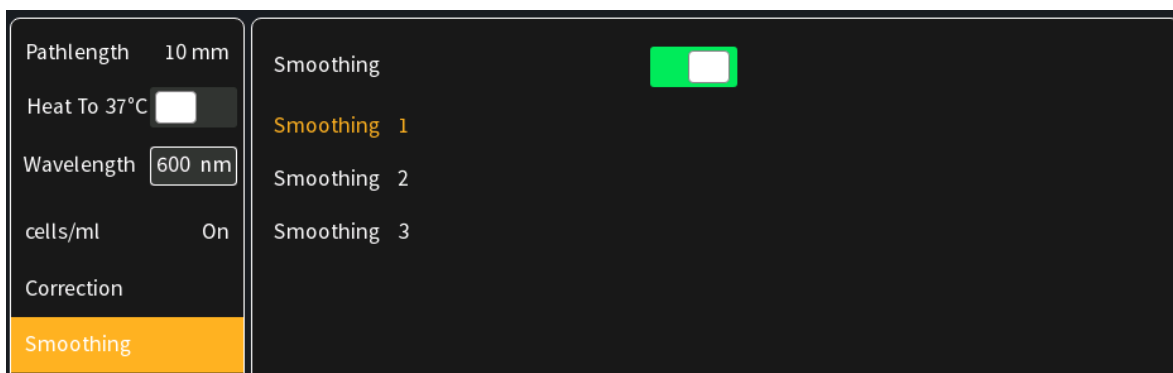 Pathlength 10 mm
Heat To 37°C
Wavelength 600 nm
cells/ml On
Correction
Smoothing
Smoothing
Smoothing 1
Smoothing 2
Smoothing 3